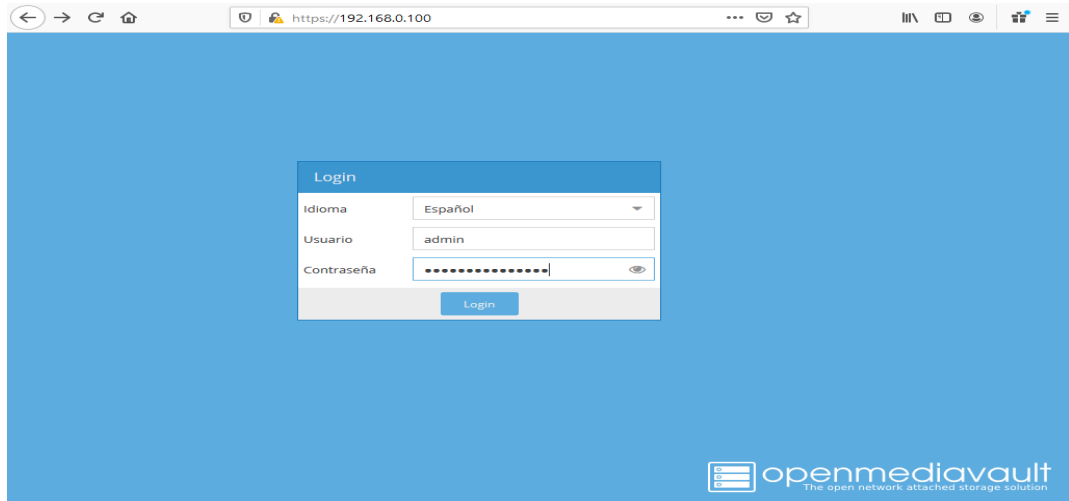 https://192.168.0.100
Login
Idioma Español
Usuario admin
Contraseña •••••••••••••••
Login
openmediavault
The open network attached storage solution